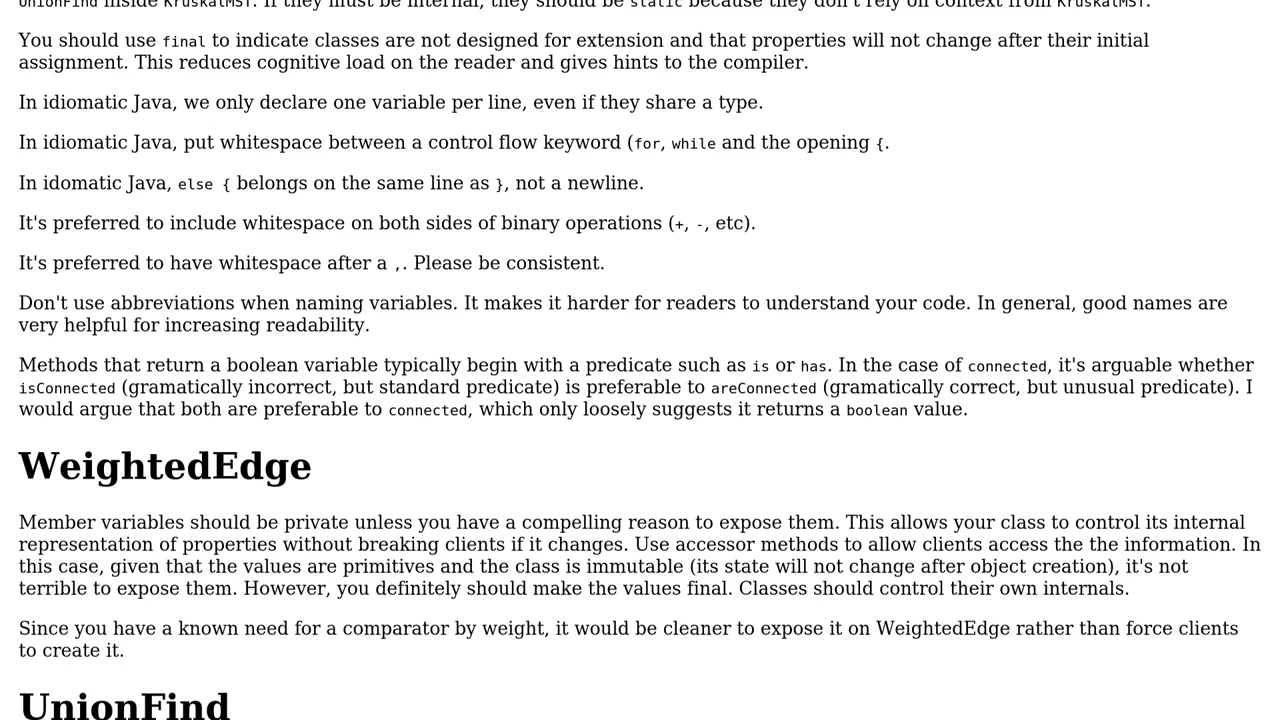 UnionFind inside KruskalMST. If they must be internal, they should be static because they don't rely on context from KruskalMST.
You should use final to indicate classes are not designed for extension and that properties will not change after their initial
assignment. This reduces cognitive load on the reader and gives hints to the compiler.
In idiomatic Java, we only declare one variable per line, even if they share a type.
In idiomatic Java, put whitespace between a control flow keyword (for, while and the opening {.
In idomatic Java, else { belongs on the same line as }, not a newline.
It's preferred to include whitespace on both sides of binary operations (+, -, etc).
It's preferred to have whitespace after a ,. Please be consistent.
Don't use abbreviations when naming variables. It makes it harder for readers to understand your code. In general, good names are
very helpful for increasing readability.
Methods that return a boolean variable typically begin with a predicate such as is or has. In the case of connected, it's arguable whether
isConnected (gramatically incorrect, but standard predicate) is preferable to areConnected (gramatically correct, but unusual predicate). I
would argue that both are preferable to connected, which only loosely suggests it returns a boolean value.
WeightedEdge
Member variables should be private unless you have a compelling reason to expose them. This allows your class to control its internal
representation of properties without breaking clients if it changes. Use accessor methods to allow clients access the the information. In
this case, given that the values are primitives and the class is immutable (its state will not change after object creation), it's not
terrible to expose them. However, you definitely should make the values final. Classes should control their own internals.
Since you have a known need for a comparator by weight, it would be cleaner to expose it on WeightedEdge rather than force clients
to create it.
UnionFind